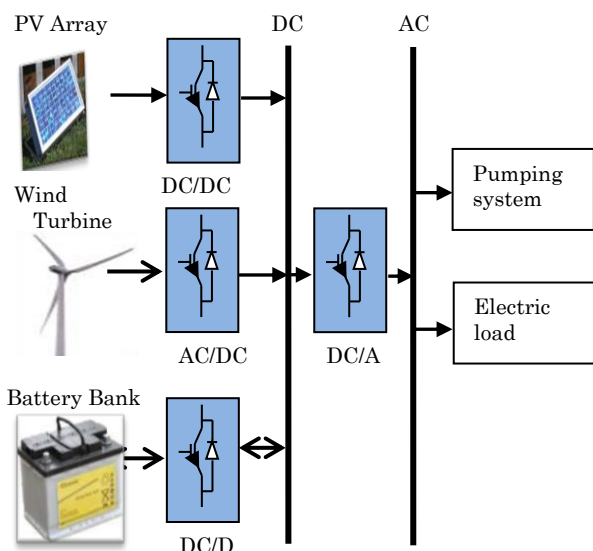 PV Array
DC
AC
DC/DC
Pumping
system
Wind
Turbine
AC/DC
DC/A
Electric
load
Battery Bank
DC/D